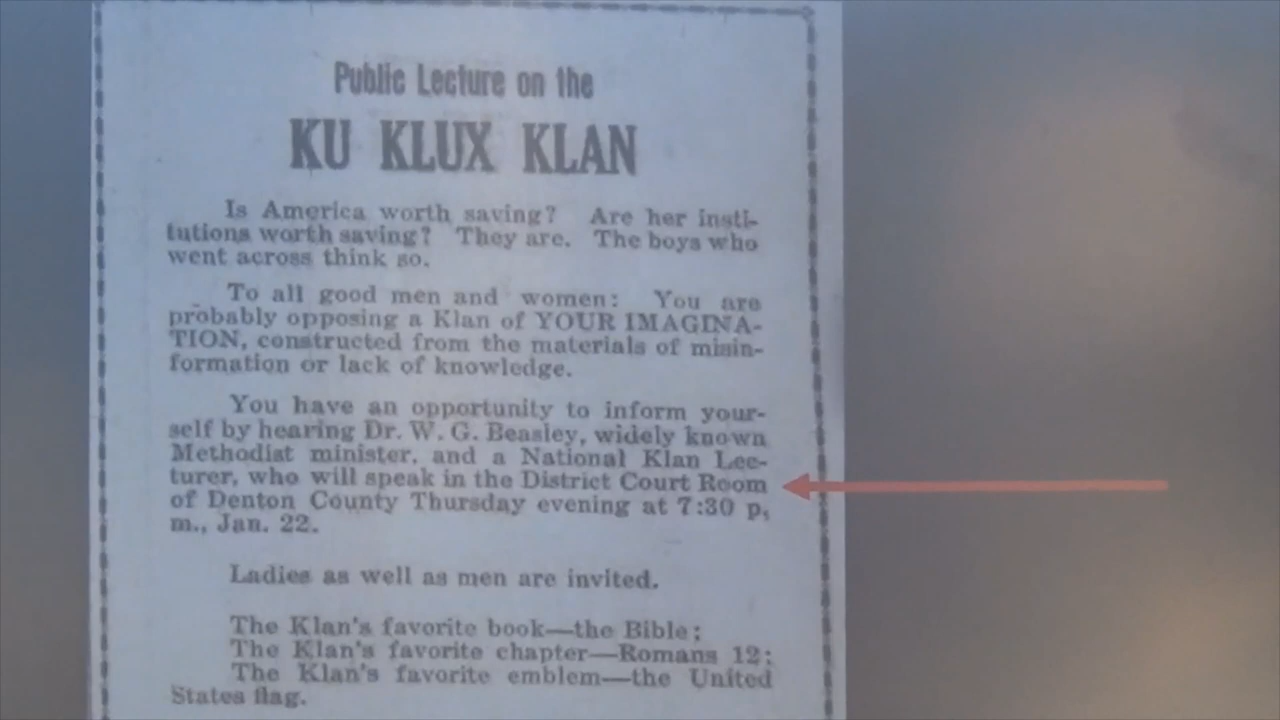 Public Lecture on the
KU KLUX KLAN
Is America worth saving? Are her insti-
tutions worth saving? They are. The boys who
went across think so.
To all good men and women: You are
probably opposing a Klan of YOUR IMAGINA-
TION, constructed from the materials of misin-
formation or lack of knowledge.
You have an opportunity to inform your-
self by hearing Dr. W. G. Beasley, widely known
Methodist minister, and a National Klan Lec-
turer, who will speak in the District Court Room
of Denton County Thursday evening at 7:30 p.
m., Jan. 22.
Ladies as well as men are invited.
The Klan's favorite book—the Bible;
The Klan's favorite chapter—Romans 12;
The Klan's favorite emblem—the United
States flag.